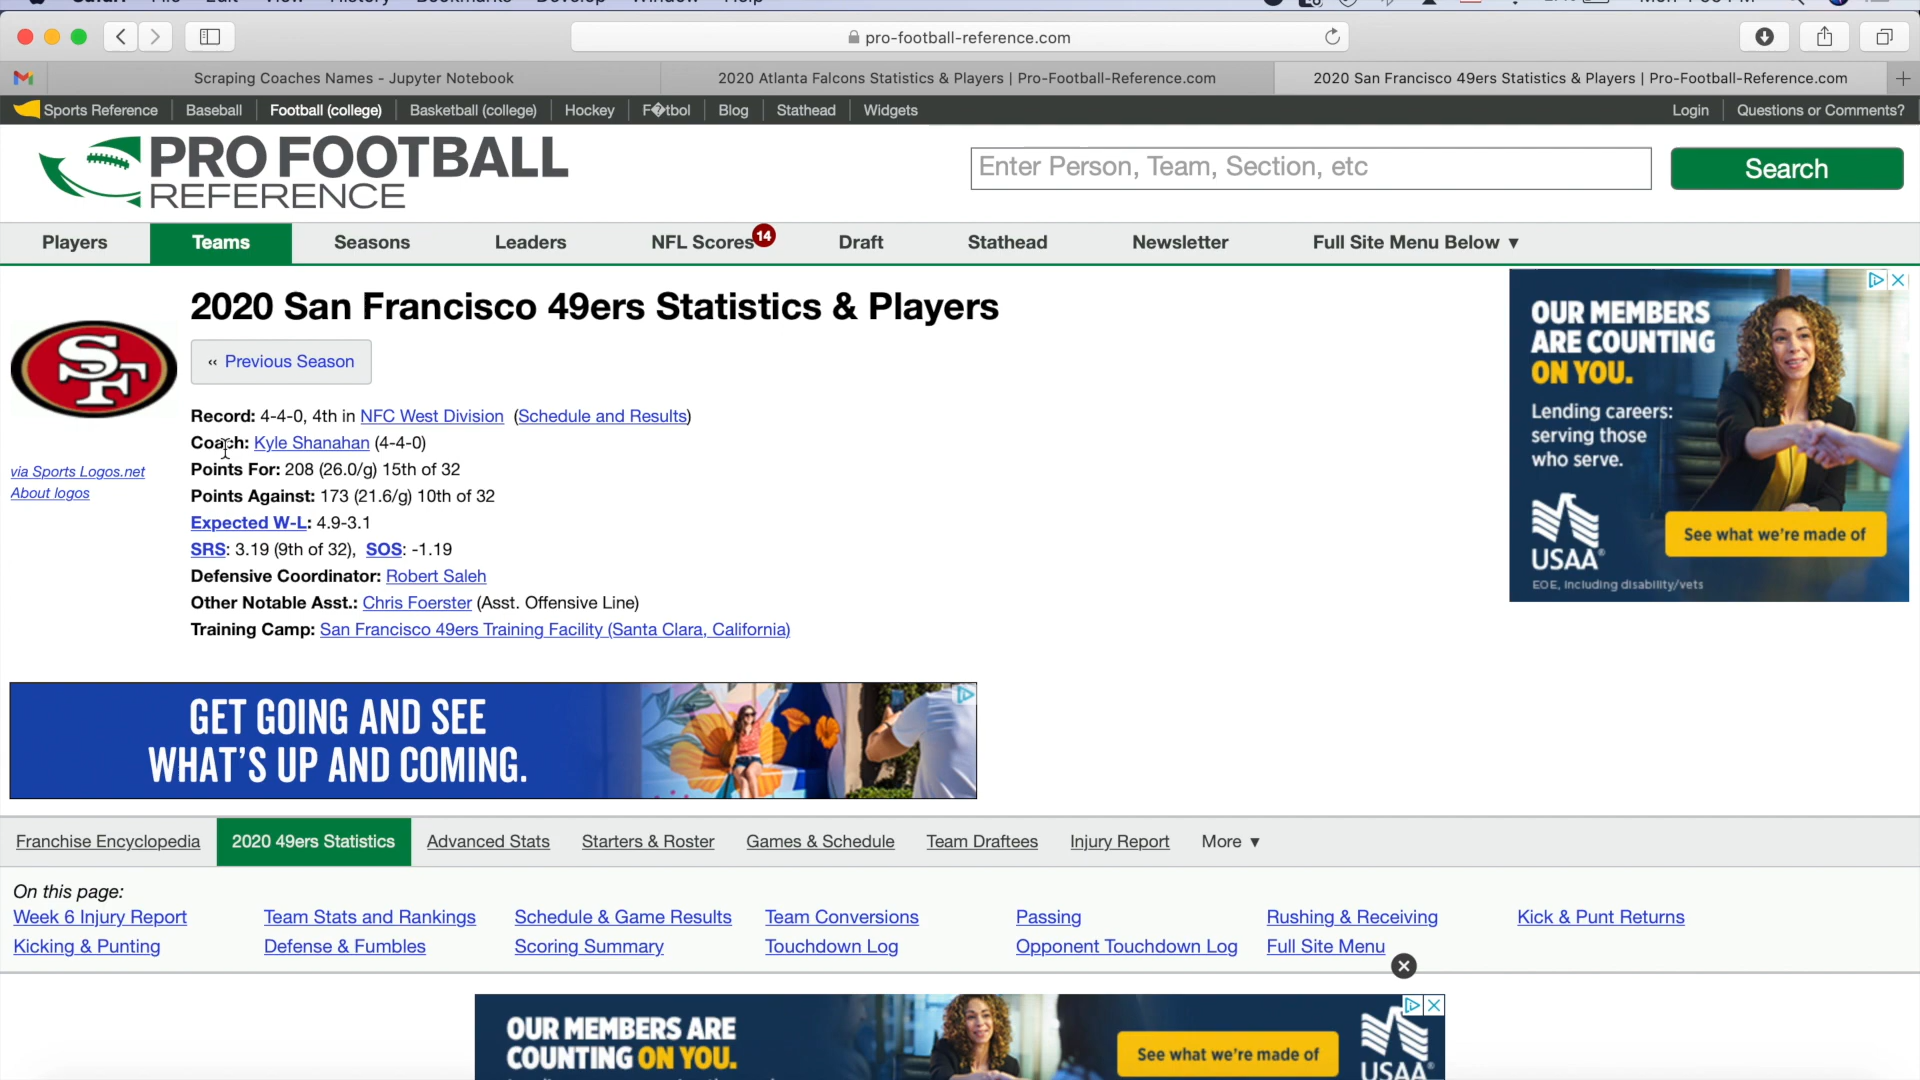 Safari File Edit View History Bookmarks Develop Window Help
pro-football-reference.com
Scraping Coaches Names - Jupyter Notebook
2020 Atlanta Falcons Statistics & Players | Pro-Football-Reference.com
2020 San Francisco 49ers Statistics & Players | Pro-Football-Reference.com
Sports Reference Baseball Football (college) Basketball (college) Hockey F�tbol Blog Stathead Widgets Login Questions or Comments?
PRO FOOTBALL
REFERENCE
Enter Person, Team, Section, etc
Search
Players Teams Seasons Leaders NFL Scores 14 Draft Stathead Newsletter Full Site Menu Below ▼
2020 San Francisco 49ers Statistics & Players
‹‹ Previous Season
SF
via Sports Logos.net
About logos
Record: 4-4-0, 4th in NFC West Division (Schedule and Results)
Coach: Kyle Shanahan (4-4-0)
Points For: 208 (26.0/g) 15th of 32
Points Against: 173 (21.6/g) 10th of 32
Expected W-L: 4.9-3.1
SRS: 3.19 (9th of 32), SOS: -1.19
Defensive Coordinator: Robert Saleh
Other Notable Asst.: Chris Foerster (Asst. Offensive Line)
Training Camp: San Francisco 49ers Training Facility (Santa Clara, California)
OUR MEMBERS
ARE COUNTING
ON YOU.
Lending careers:
serving those
who serve.
USAA®
See what we're made of
EOE, including disability/vets
GET GOING AND SEE
WHAT'S UP AND COMING.
Franchise Encyclopedia 2020 49ers Statistics Advanced Stats Starters & Roster Games & Schedule Team Draftees Injury Report More ▼
On this page:
Week 6 Injury Report Team Stats and Rankings Schedule & Game Results Team Conversions Passing Rushing & Receiving Kick & Punt Returns
Kicking & Punting Defense & Fumbles Scoring Summary Touchdown Log Opponent Touchdown Log Full Site Menu
OUR MEMBERS ARE
COUNTING ON YOU.
See what we're made of
USAA®